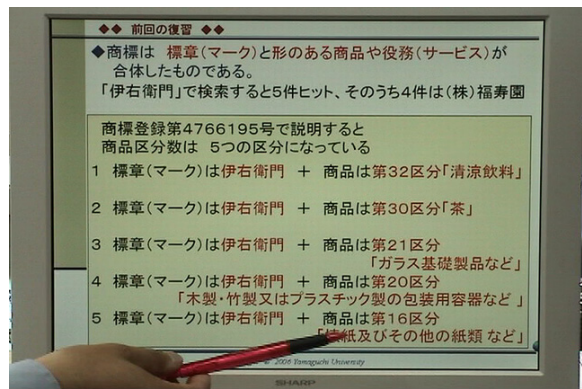 ◆◆ 前回の復習 ◆◆
◆商標は 標章(マーク)と形のある商品や役務(サービス)が
合体したものである。
「伊右衛門」で検索すると5件ヒット、そのうち4件は(株)福寿園
商標登録第4766195号で説明すると
商品区分数は 5つの区分になっている
1 標章(マーク)は伊右衛門 + 商品は第32区分「清涼飲料」
2 標章(マーク)は伊右衛門 + 商品は第30区分「茶」
3 標章(マーク)は伊右衛門 + 商品は第21区分
「ガラス基礎製品など」
4 標章(マーク)は伊右衛門 + 商品は第20区分
「木製・竹製又はプラスチック製の包装用容器など 」
5 標章(マーク)は伊右衛門 + 商品は第16区分
紙及びその他の紙類 など」
2006 Yamaguchi University
SHARP